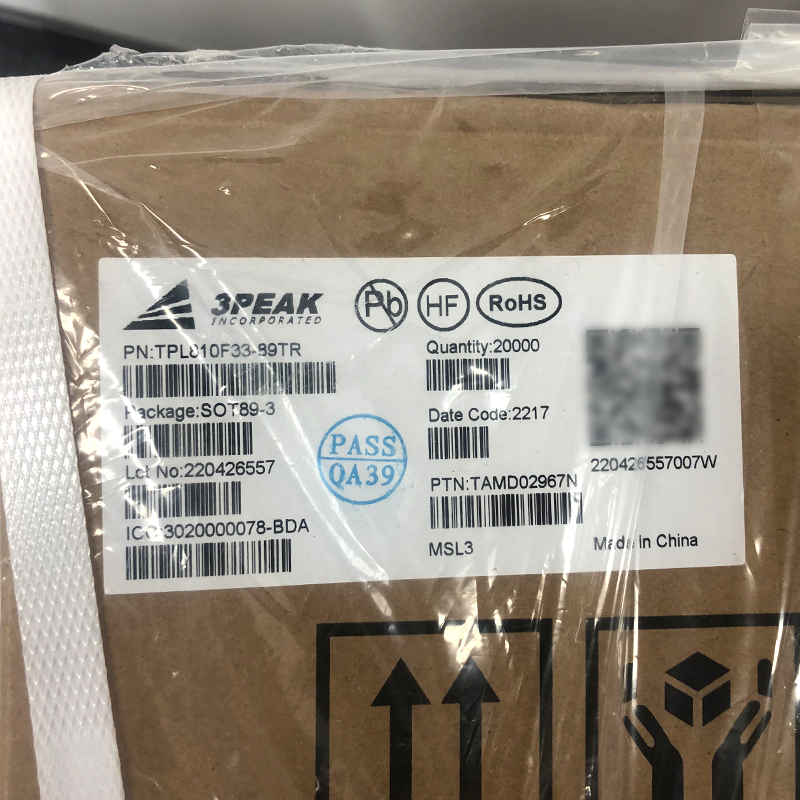 3PEAK
INCORPORATED
Pb
HF
RoHS
PN:TPL810F33-89TR
Quantity:20000
Package:SOT89-3
Date Code:2217
Lot No:220426557
PASS
QA39
220426557007W
PTN:TAMD02967N
ICC:3020000078-BDA
MSL3
Made in China